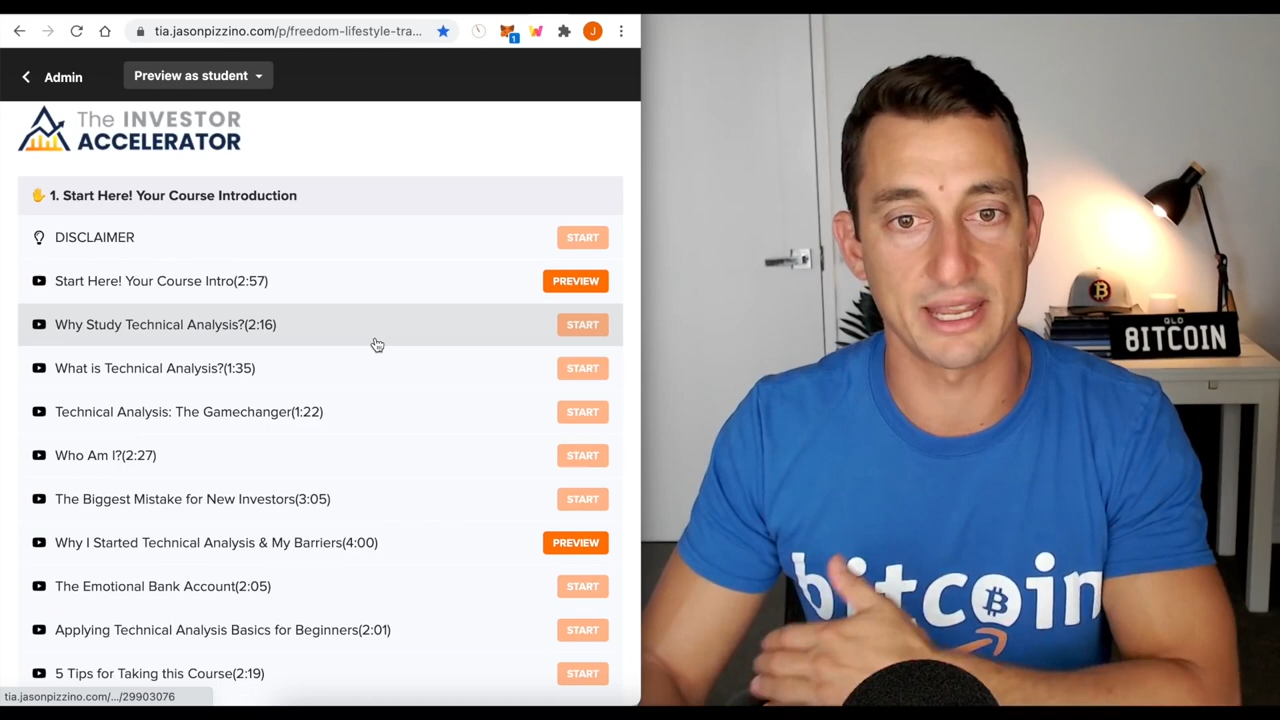 tia.jasonpizzino.com/p/freedom-lifestyle-tra...
1
J
Admin
Preview as student
The INVESTOR
ACCELERATOR
1. Start Here! Your Course Introduction
DISCLAIMER
START
Start Here! Your Course Intro(2:57)
PREVIEW
Why Study Technical Analysis?(2:16)
START
What is Technical Analysis?(1:35)
START
Technical Analysis: The Gamechanger(1:22)
START
Who Am I?(2:27)
START
The Biggest Mistake for New Investors(3:05)
START
Why I Started Technical Analysis & My Barriers(4:00)
PREVIEW
The Emotional Bank Account(2:05)
START
Applying Technical Analysis Basics for Beginners(2:01)
START
5 Tips for Taking this Course(2:19)
START
tia.jasonpizzino.com/.../29903076
QLD
8ITCOIN
bitcoin